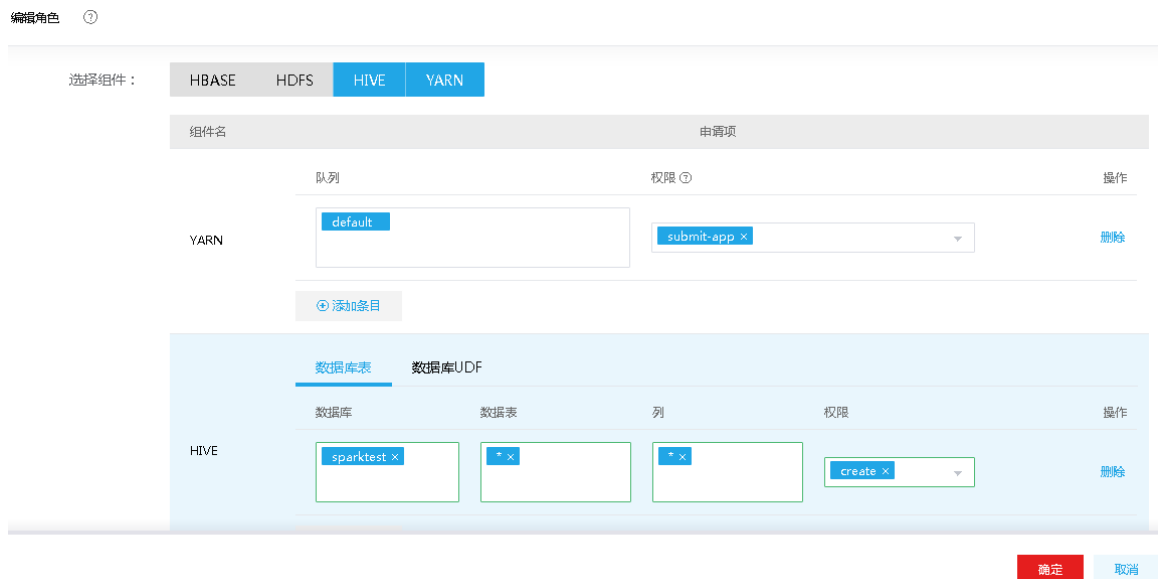 编辑角色 ?
选择组件： HBASE HDFS HIVE YARN
组件名 申请项
队列 权限 ? 操作
YARN default submit-app × 删除
⊕ 添加条目
数据库表 数据库UDF
数据库 数据表 列 权限 操作
HIVE sparktest × * × * × create × 删除
确定 取消